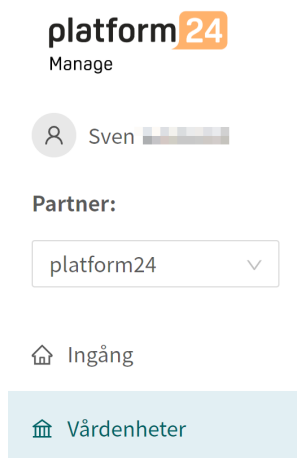 platform24
Manage
Sven
Partner:
platform24
Ingång
Vårdenheter